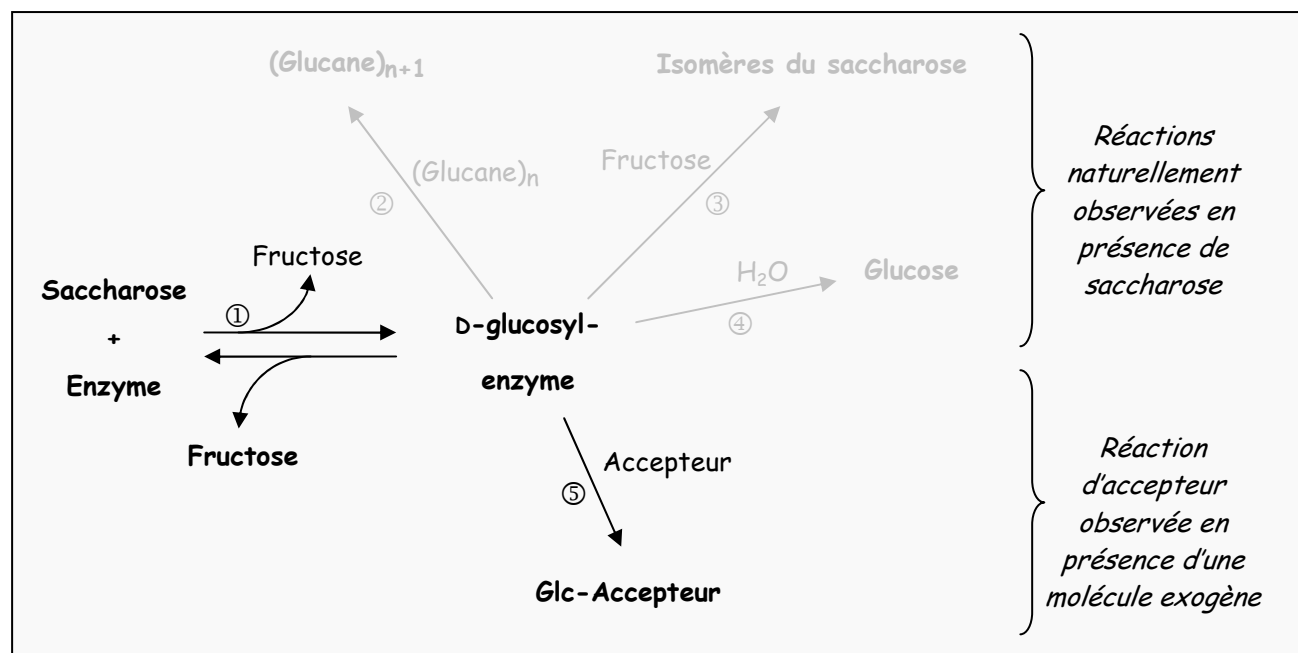 (Glucane)n+1
Isomères du saccharose
(Glucane)n
②
Fructose
③
H2O
④
Glucose
Fructose
Saccharose
+
Enzyme
①
Fructose
D-glucosyl-
enzyme
Accepteur
⑤
Glc-Accepteur
Réactions
naturellement
observées en
présence de
saccharose
Réaction
d'accepteur
observée en
présence d'une
molécule exogène